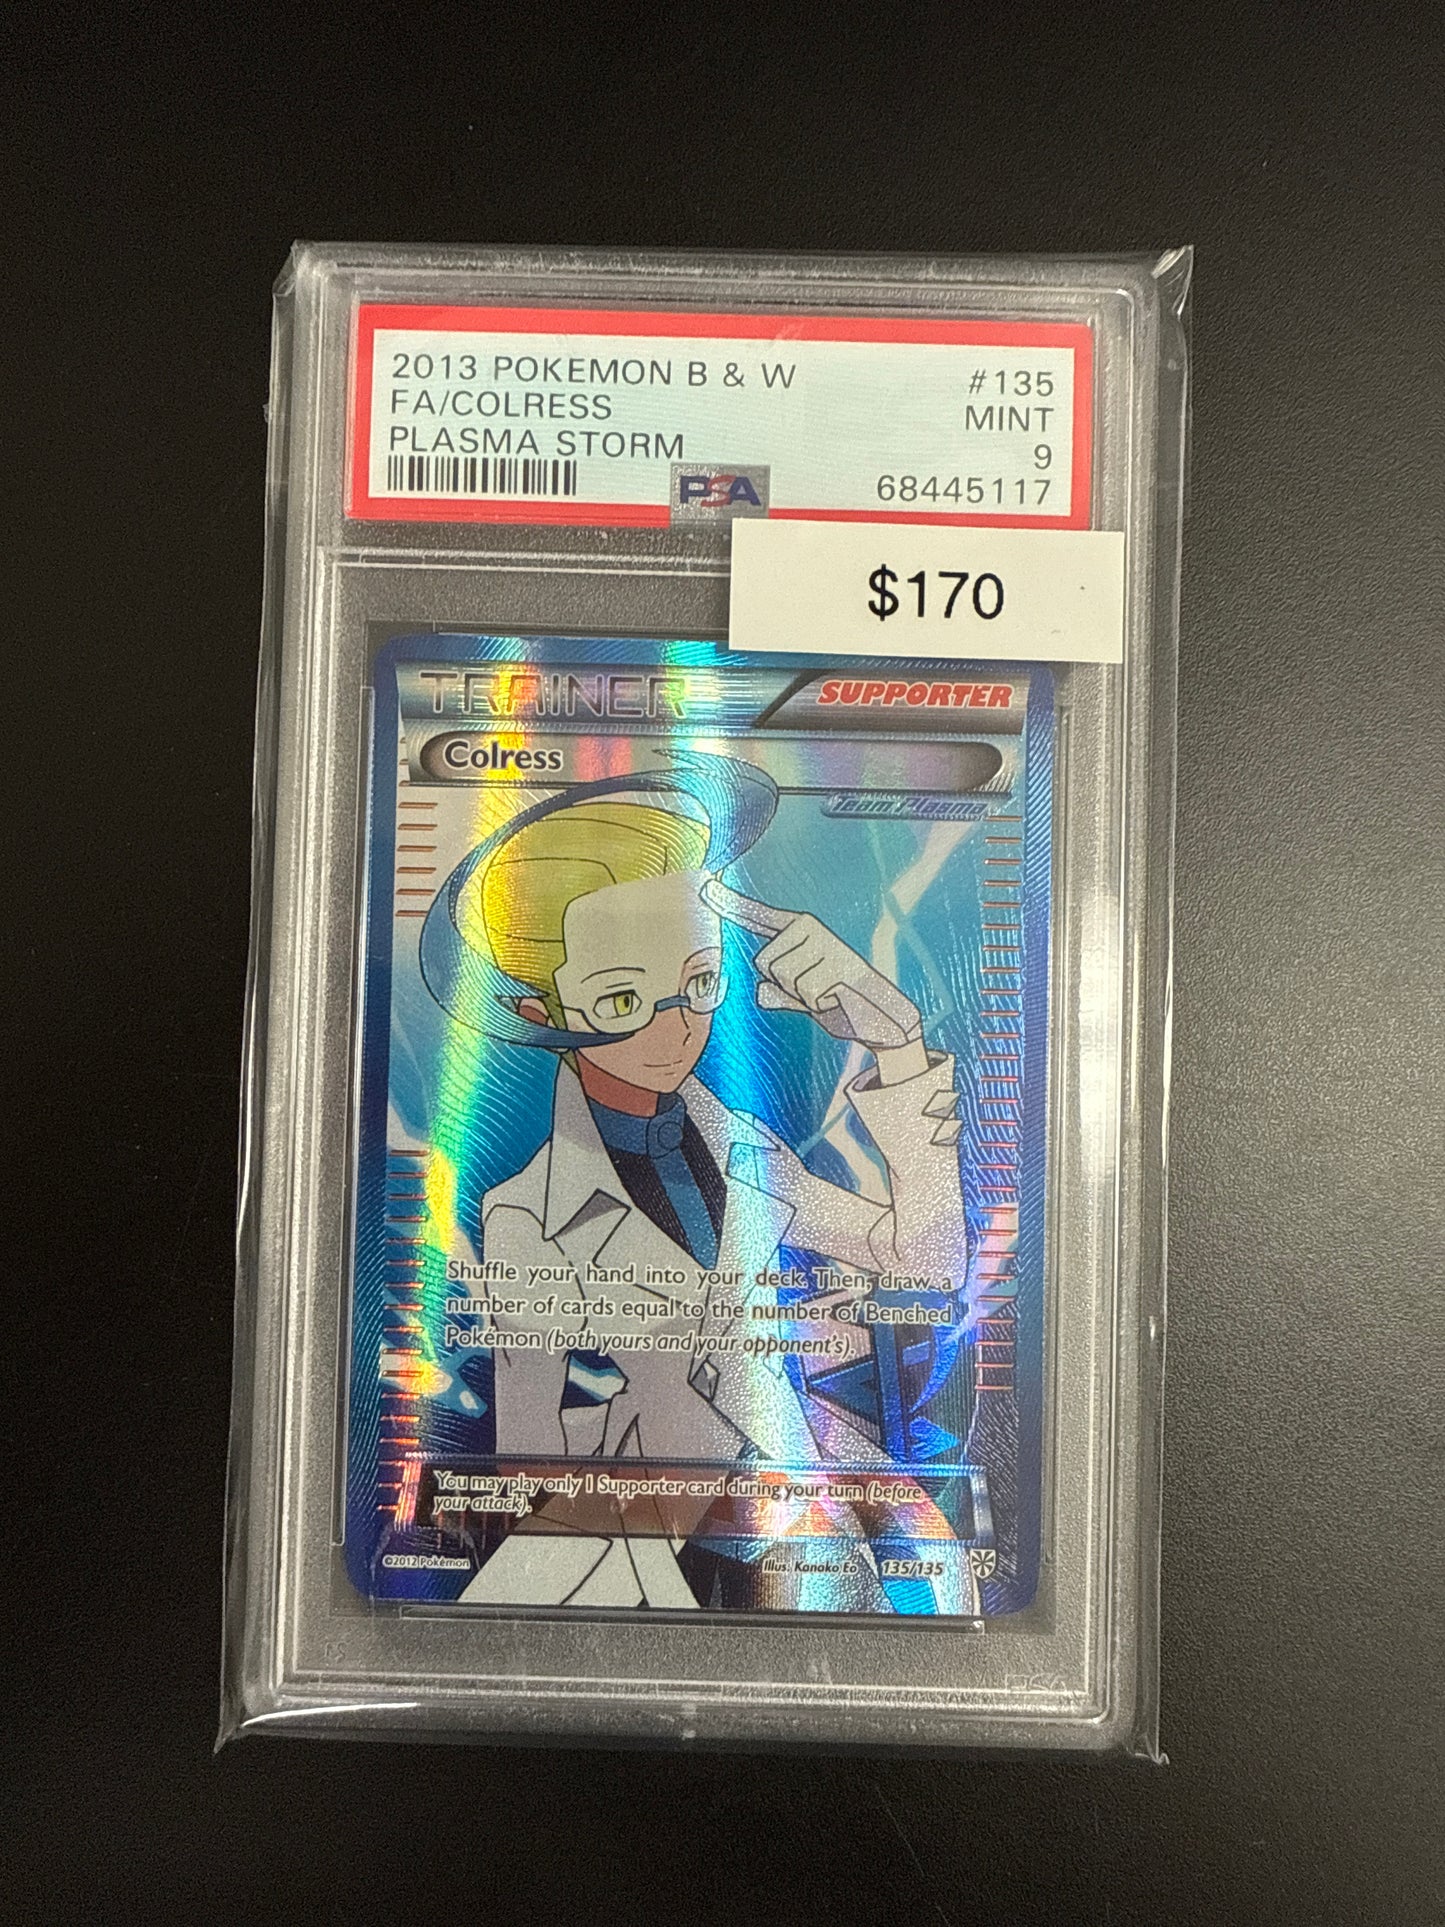 2013 POKEMON B & W
FA/COLRESS
PLASMA STORM
#135
MINT
9
68445117
PSA
$170
TRAINER
SUPPORTER
Colress
Team Plasma
Shuffle your hand into your deck. Then, draw a
number of cards equal to the number of Benched
Pokémon (both yours and your opponent's).
You may play only 1 Supporter card during your turn (before
your attack).
©2012 Pokémon
Illus. Kanako Eo
135/135
PSA